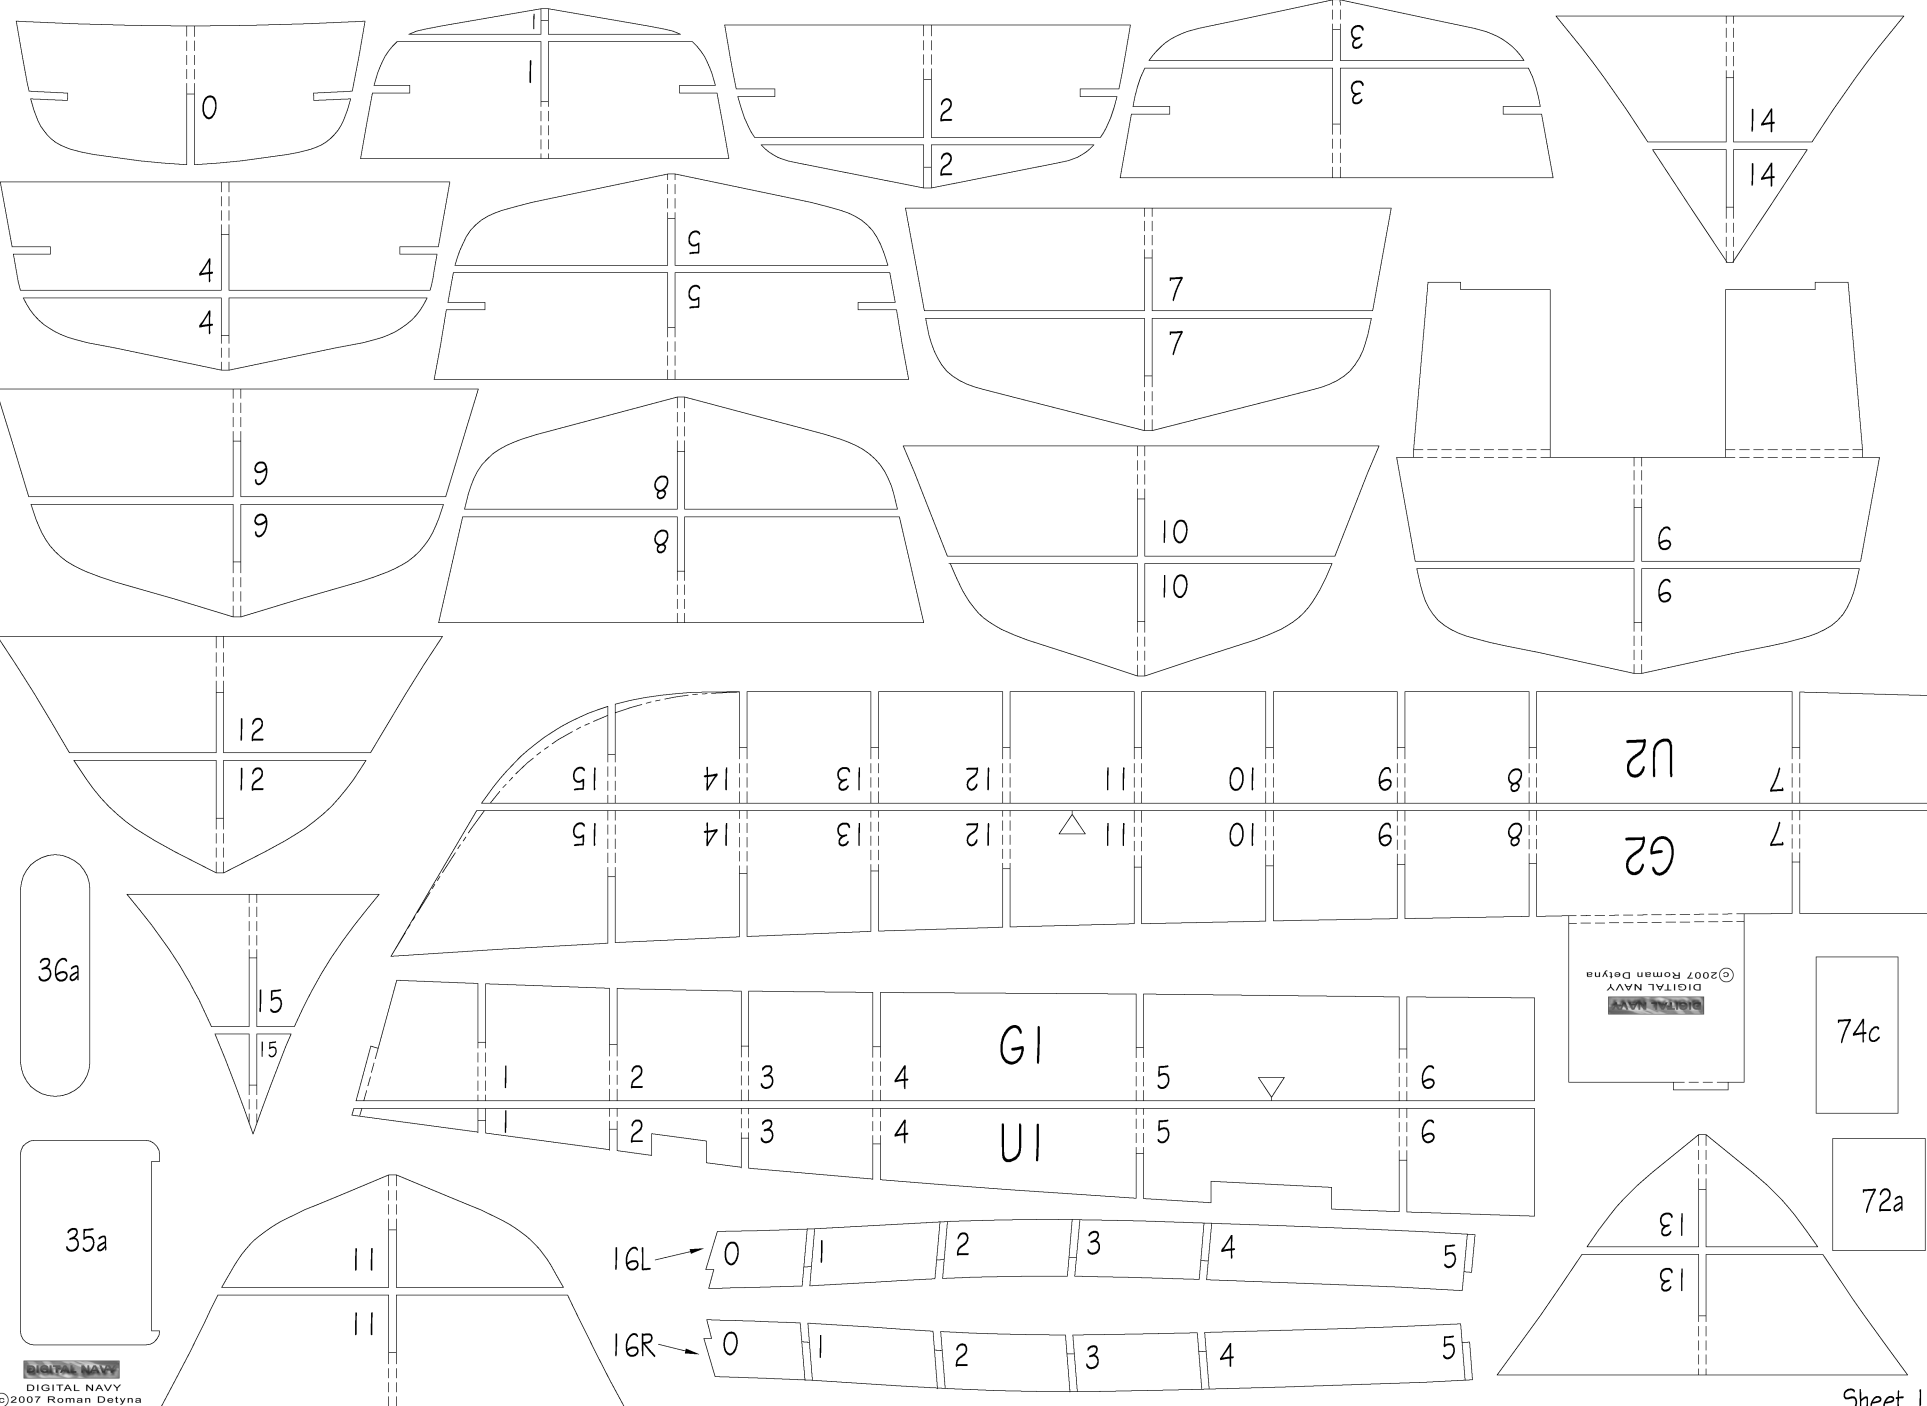 0
1
1
2
2
3
3
14
14
4
4
5
5
7
7
9
9
8
8
10
10
6
6
12
12
15 14 13 12 11 10 9 8 U2 7
15 14 13 12 11 10 9 8 G2 7
36a
15
15
©2007 Roman Detyna
DIGITAL NAVY
DIGITAL NAVY
74c
G1
1 2 3 4 5 6
1 2 3 4 U1 5 6
35a
11
11
16L 0 1 2 3 4 5
16R 0 1 2 3 4 5
13
13
72a
DIGITAL NAVY
DIGITAL NAVY
©2007 Roman Detyna
Sheet 1